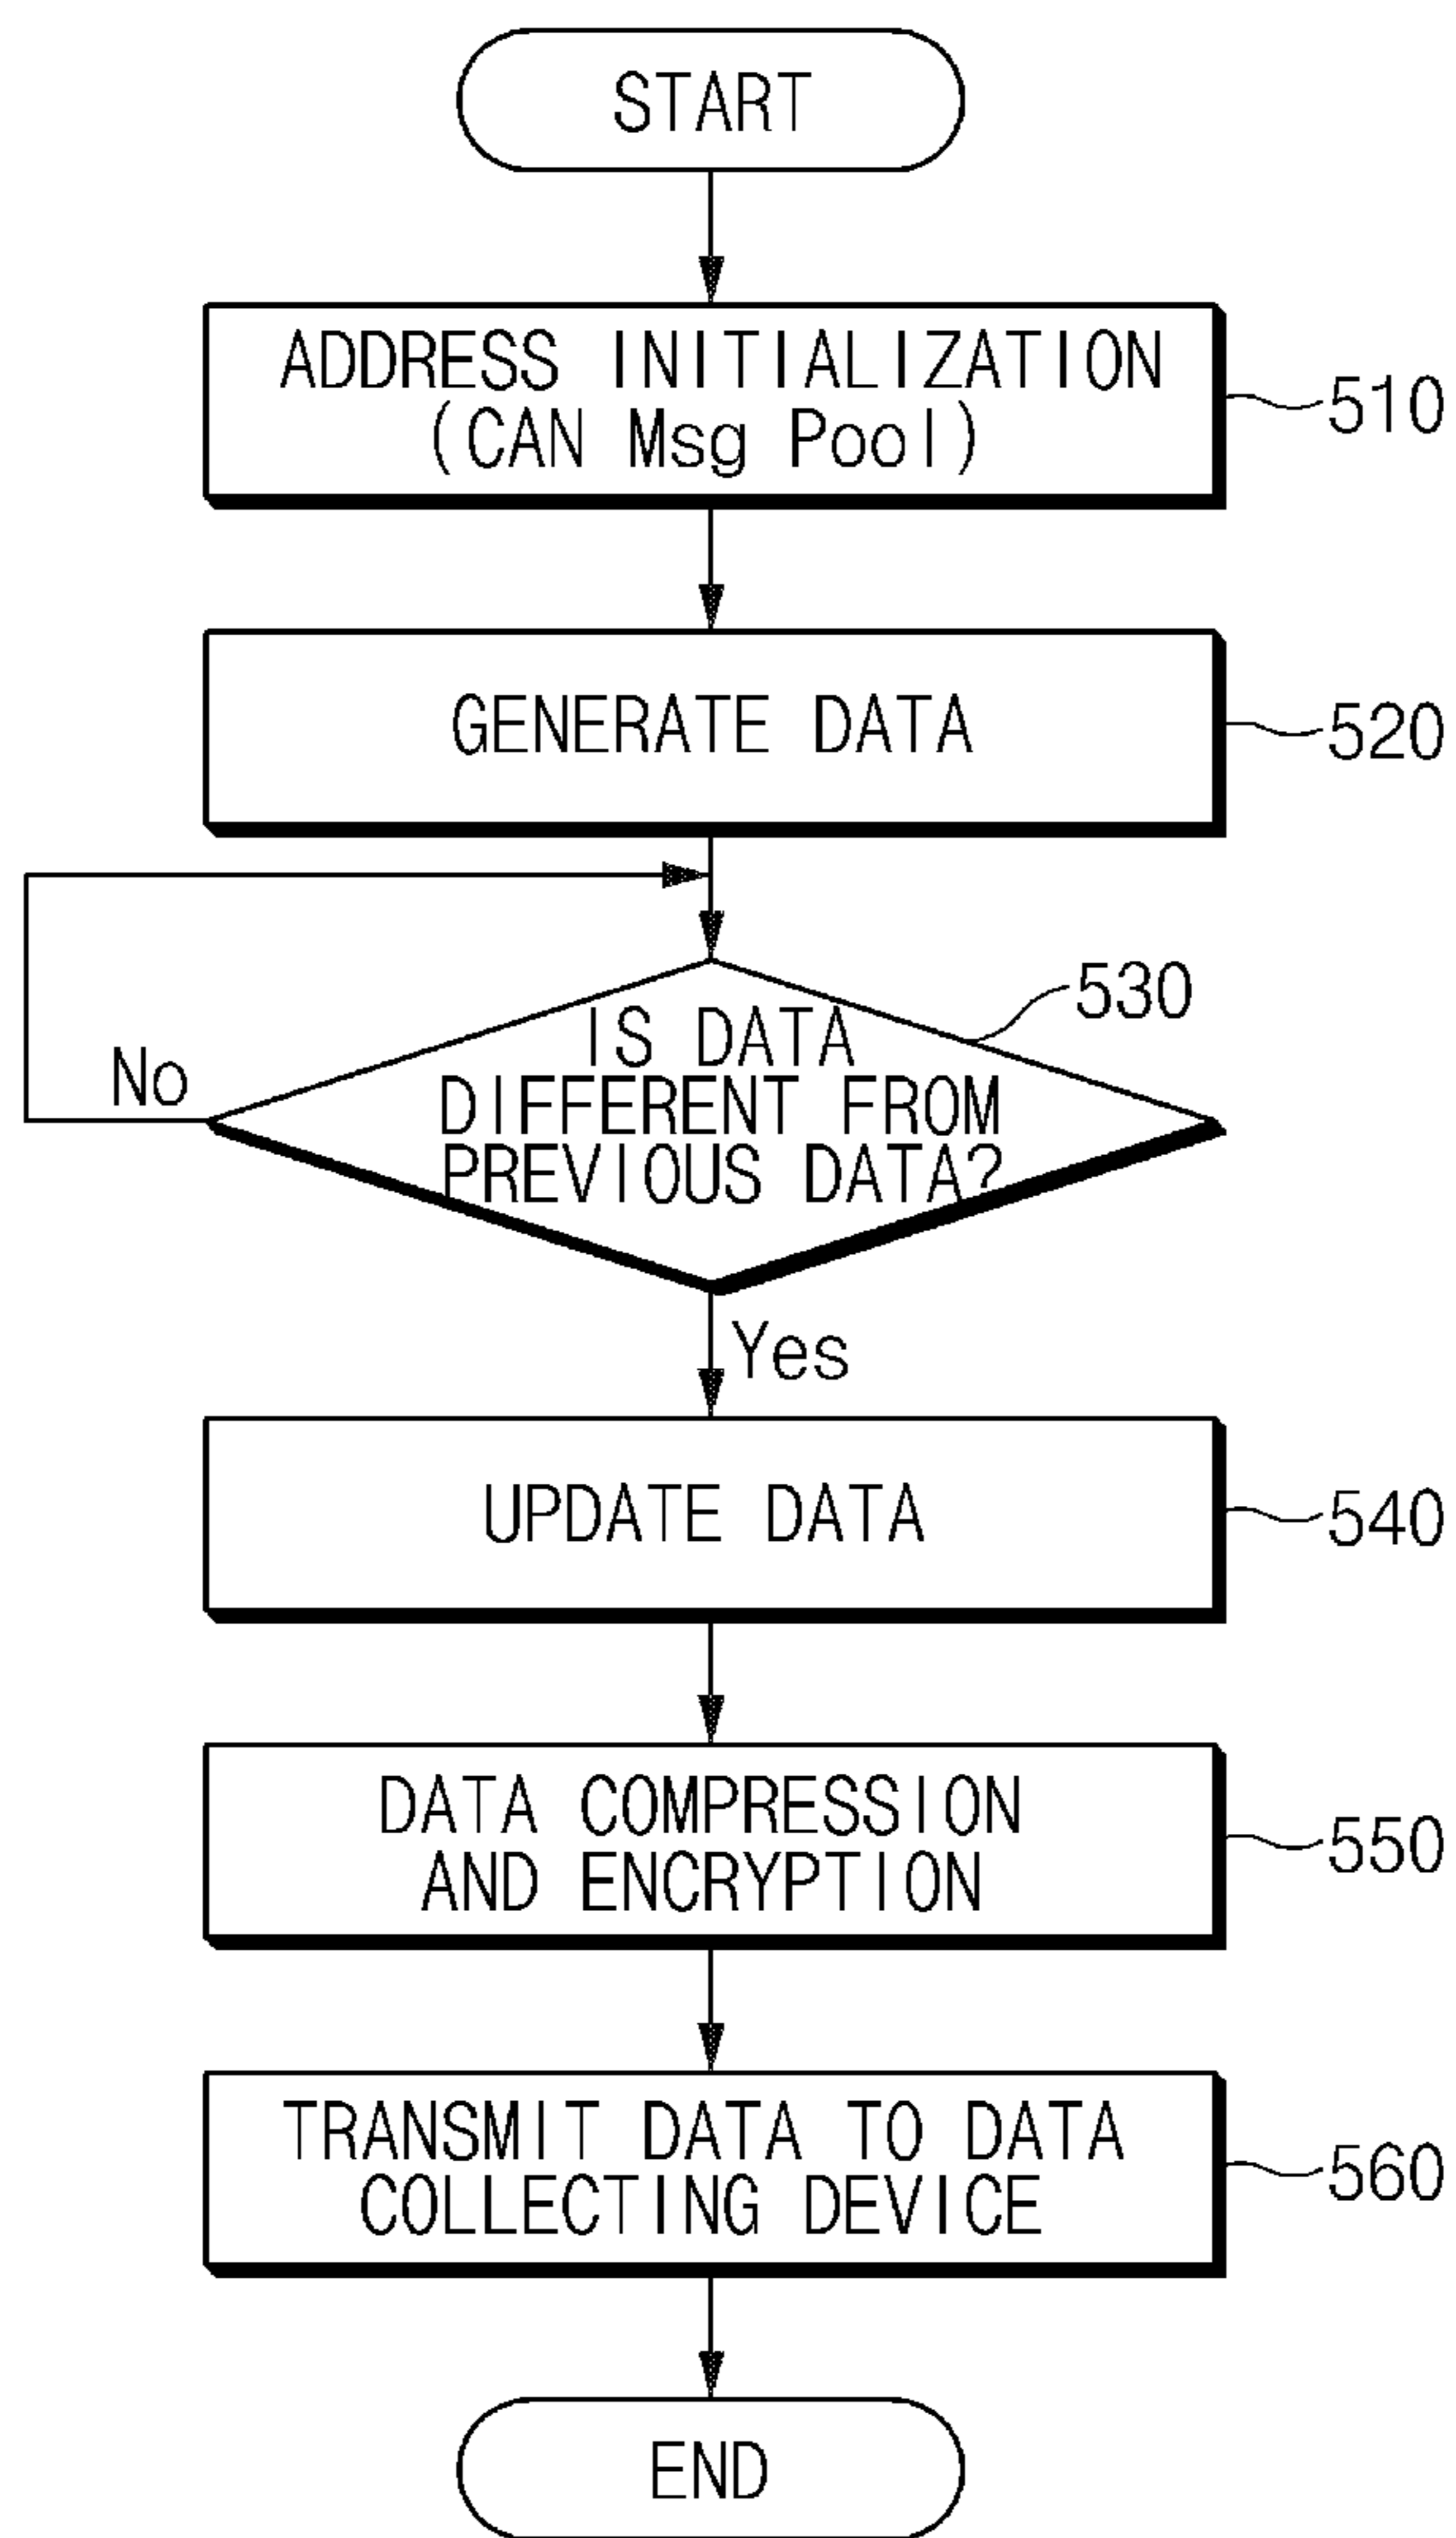 START
ADDRESS INITIALIZATION
(CAN Msg Pool)
510
GENERATE DATA
520
530
IS DATA
DIFFERENT FROM
PREVIOUS DATA?
No
Yes
UPDATE DATA
540
DATA COMPRESSION
AND ENCRYPTION
550
TRANSMIT DATA TO DATA
COLLECTING DEVICE
560
END